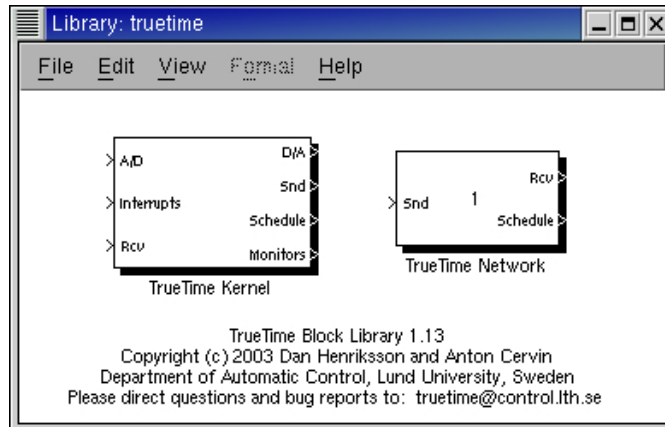 Library: truetime
File Edit View Format Help
A/D
Interrupts
Rcv
D/A
Snd
Schedule
Monitors
TrueTime Kernel
Snd
1
Rcv
Schedule
TrueTime Network
TrueTime Block Library 1.13
Copyright (c) 2003 Dan Henriksson and Anton Cervin
Department of Automatic Control, Lund University, Sweden
Please direct questions and bug reports to: truetime@control.lth.se